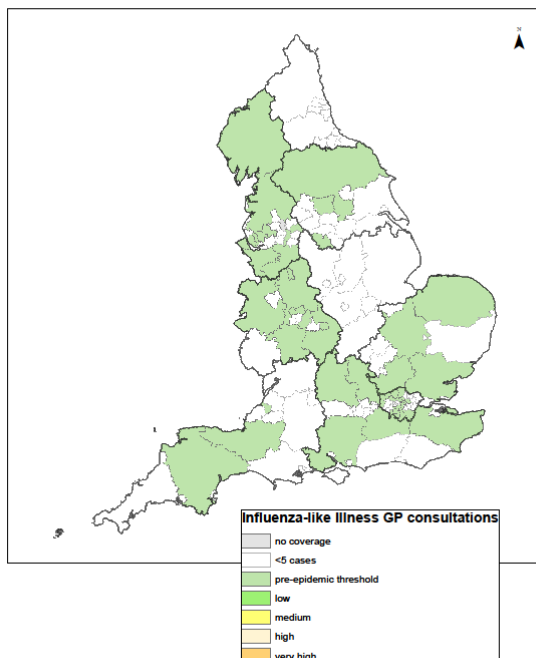 N
Influenza-like Illness GP consultations
no coverage
<5 cases
pre-epidemic threshold
low
medium
high
very high